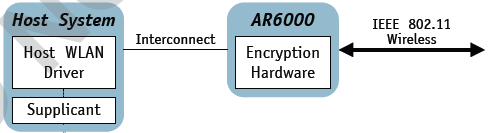 Host System
Host WLAN
Driver
Supplicant
Interconnect
AR6000
Encryption
Hardware
IEEE 802.11
Wireless